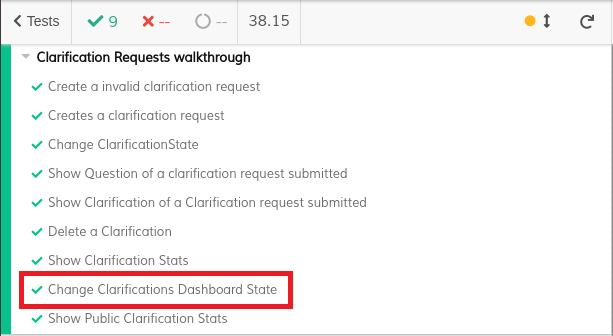 Tests 9 -- -- 38.15
Clarification Requests walkthrough
Create a invalid clarification request
Creates a clarification request
Change ClarificationState
Show Question of a clarification request submitted
Show Clarification of a Clarification request submitted
Delete a Clarification
Show Clarification Stats
Change Clarifications Dashboard State
Show Public Clarification Stats